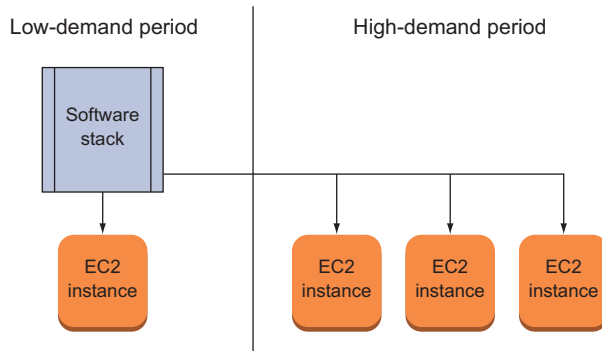 Low-demand period
High-demand period
Software
stack
EC2
instance
EC2
instance
EC2
instance
EC2
instance